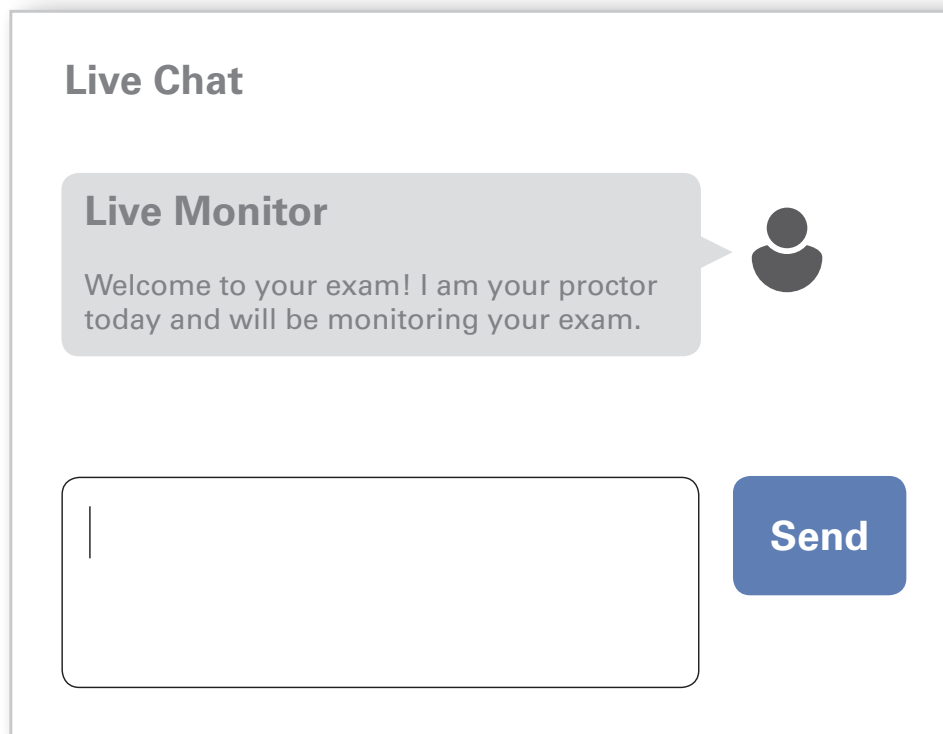 Live Chat
Live Monitor
Welcome to your exam! I am your proctor
today and will be monitoring your exam.
Send